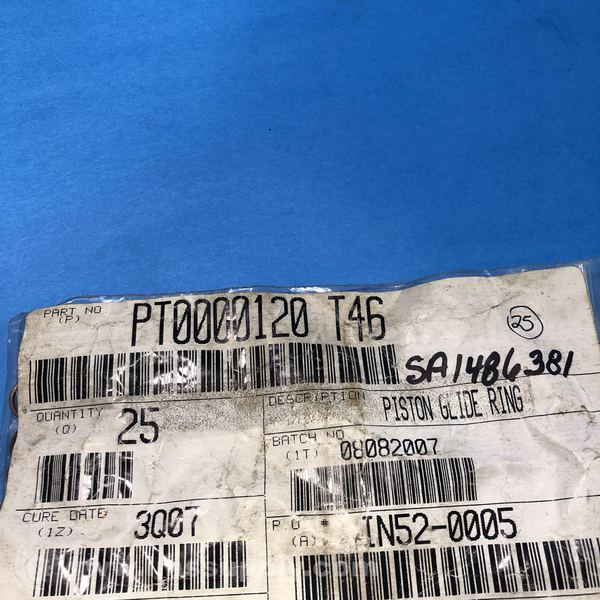 PART NO
(P)
PT0000120 T46
25
SA1486381
QUANTITY
(Q)
25
DESCRIPTION
PISTON GLIDE RING
BATCH NO
(1T)
08082007
CURE DATE
(1Z)
3Q07
P.O #
(A)
IN52-0005